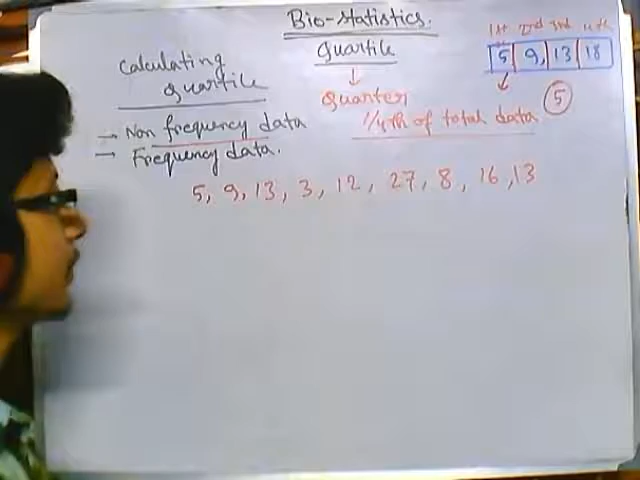 Bio-statistics.
Quartile
Quarter
1/4th of total data
Calculating
quartile
→ Non frequency data
→ Frequency data.
1st 2nd 3rd 4th
5 9, 13 18
5
5, 9, 13, 3, 12, 27, 8, 16, 13